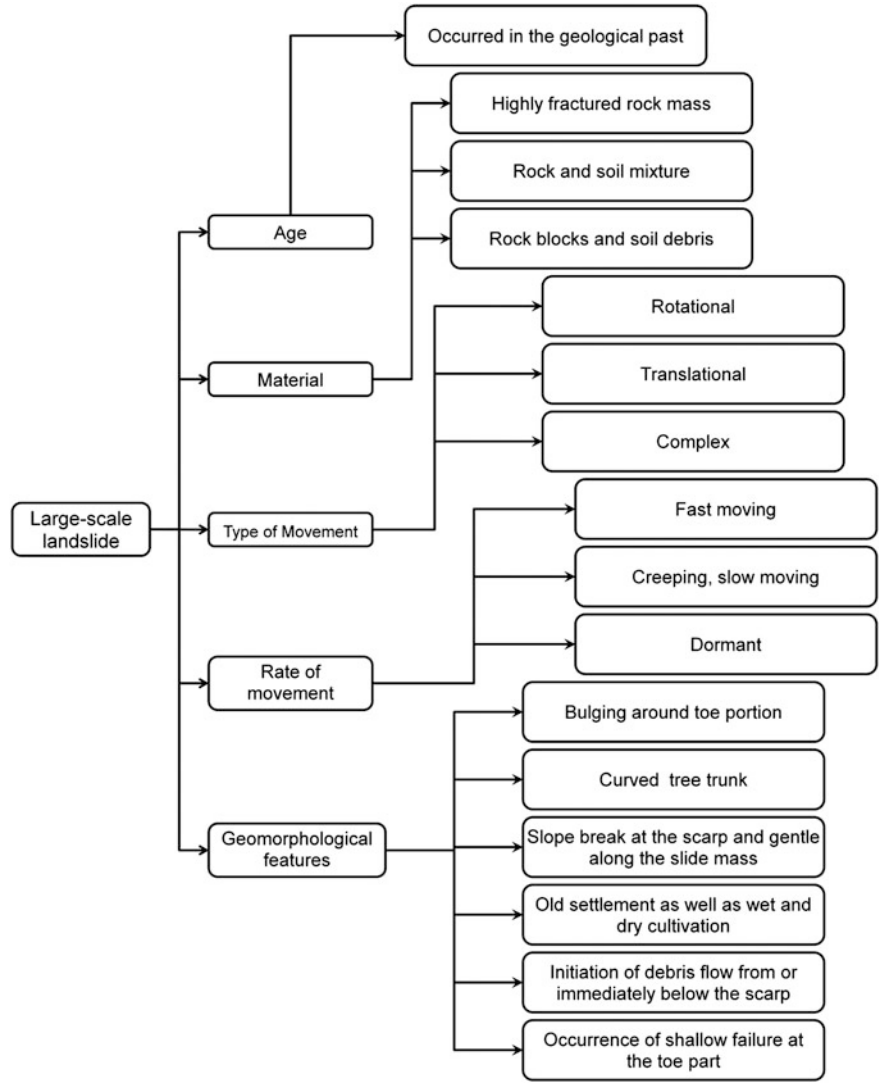 Occurred in the geological past
Highly fractured rock mass
Rock and soil mixture
Age
Rock blocks and soil debris
Rotational
Material
Translational
Complex
Large-scale
landslide
Type of Movement
Fast moving
Creeping, slow moving
Rate of
movement
Dormant
Bulging around toe portion
Curved tree trunk
Geomorphological
features
Slope break at the scarp and gentle
along the slide mass
Old settlement as well as wet and
dry cultivation
Initiation of debris flow from or
immediately below the scarp
Occurrence of shallow failure at
the toe part